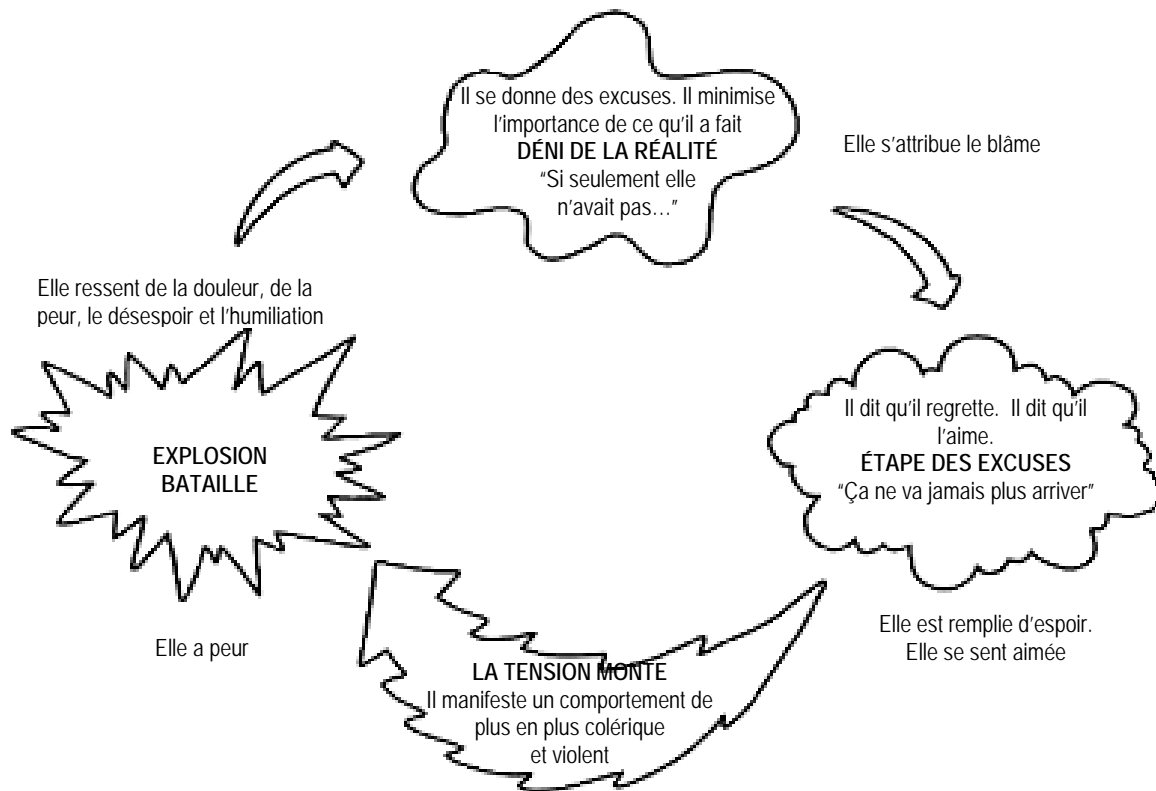 Il se donne des excuses. Il minimise
l'importance de ce qu'il a fait
DÉNI DE LA RÉALITÉ
“Si seulement elle
n'avait pas…”
Elle s'attribue le blâme
Elle ressent de la douleur, de la
peur, le désespoir et l'humiliation
EXPLOSION
BATAILLE
Il dit qu'il regrette. Il dit qu'il
l'aime.
ÉTAPE DES EXCUSES
“Ça ne va jamais plus arriver”
Elle a peur
LA TENSION MONTE
Il manifeste un comportement de
plus en plus colérique
et violent
Elle est remplie d'espoir.
Elle se sent aimée